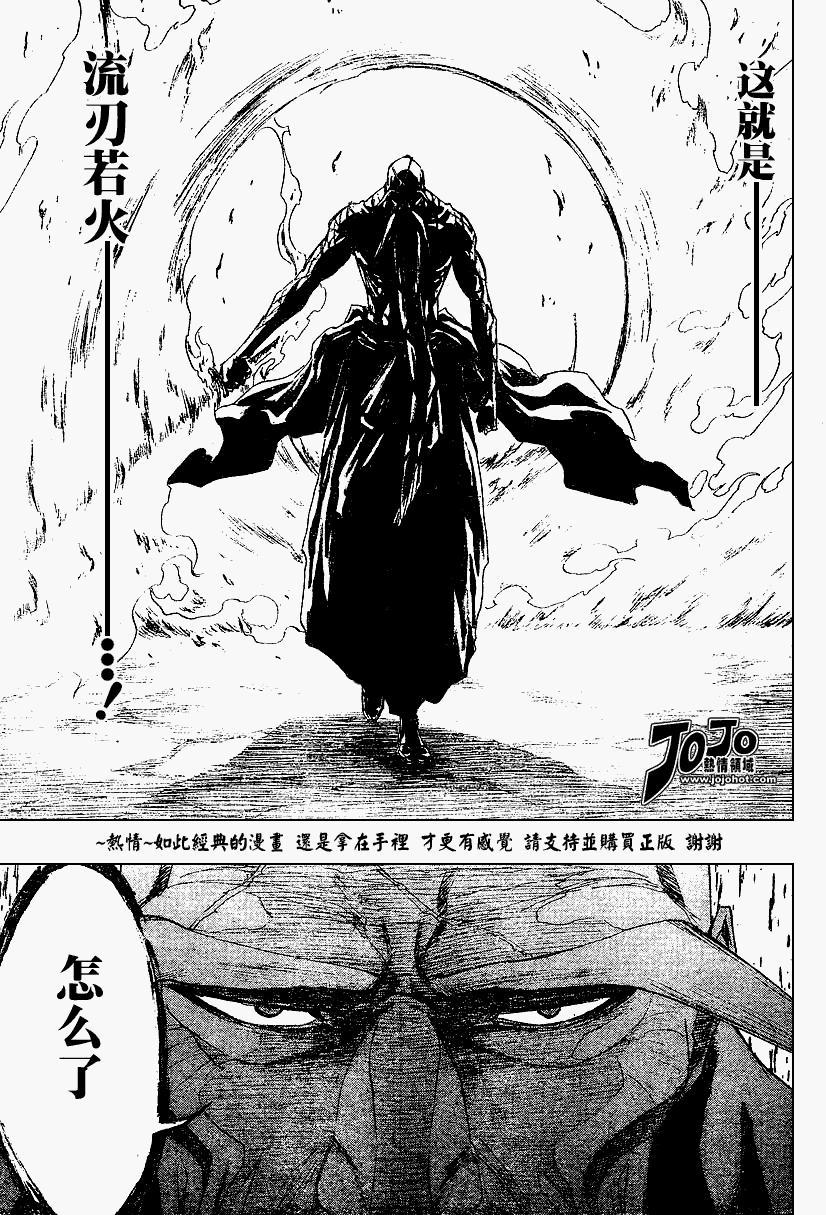 这就是——
流刃若火——…!
JOJO
熱情領域
www.jojohot.com
~熱情~如此經典的漫畫 還是拿在手裡 才更有感覺 請支持並購買正版 謝謝
怎么了